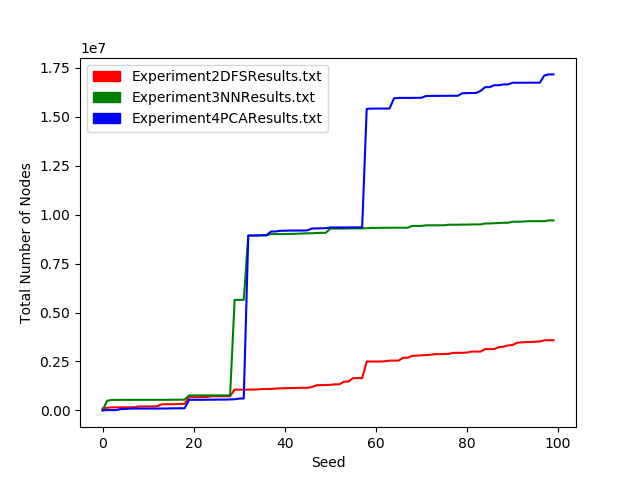 1e7
Experiment2DFSResults.txt
Experiment3NNResults.txt
Experiment4PCAResults.txt
1.75
1.50
1.25
1.00
0.75
0.50
0.25
0.00
Total Number of Nodes
0 20 40 60 80 100
Seed